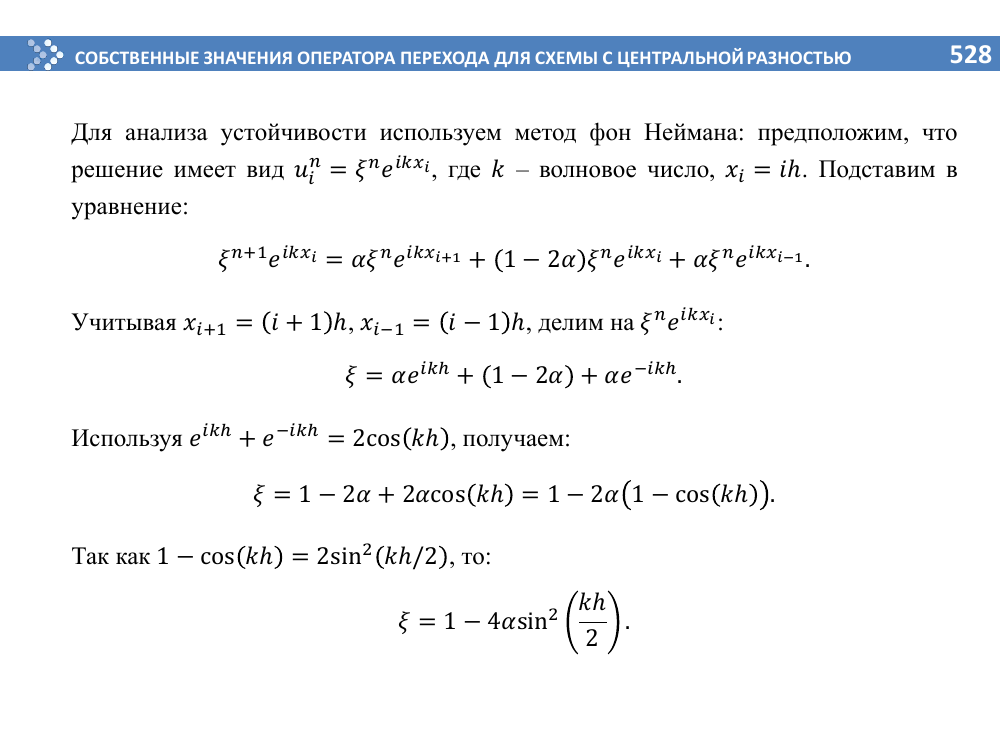 СОБСТВЕННЫЕ ЗНАЧЕНИЯ ОПЕРАТОРА ПЕРЕХОДА ДЛЯ СХЕМЫ С ЦЕНТРАЛЬНОЙ РАЗНОСТЬЮ 528
Для анализа устойчивости используем метод фон Неймана: предположим, что
решение имеет вид $u_i^n = \xi^n e^{ikx_i}$, где $k$ – волновое число, $x_i = ih$. Подставим в
уравнение:
$\xi^{n+1} e^{ikx_i} = \alpha \xi^n e^{ikx_{i+1}} + (1 - 2\alpha)\xi^n e^{ikx_i} + \alpha \xi^n e^{ikx_{i-1}}.$
Учитывая $x_{i+1} = (i + 1)h$, $x_{i-1} = (i - 1)h$, делим на $\xi^n e^{ikx_i}$:
$\xi = \alpha e^{ikh} + (1 - 2\alpha) + \alpha e^{-ikh}.$
Используя $e^{ikh} + e^{-ikh} = 2\cos(kh)$, получаем:
$\xi = 1 - 2\alpha + 2\alpha\cos(kh) = 1 - 2\alpha(1 - \cos(kh)).$
Так как $1 - \cos(kh) = 2\sin^2(kh/2)$, то:
$\xi = 1 - 4\alpha\sin^2\left(\frac{kh}{2}\right).$